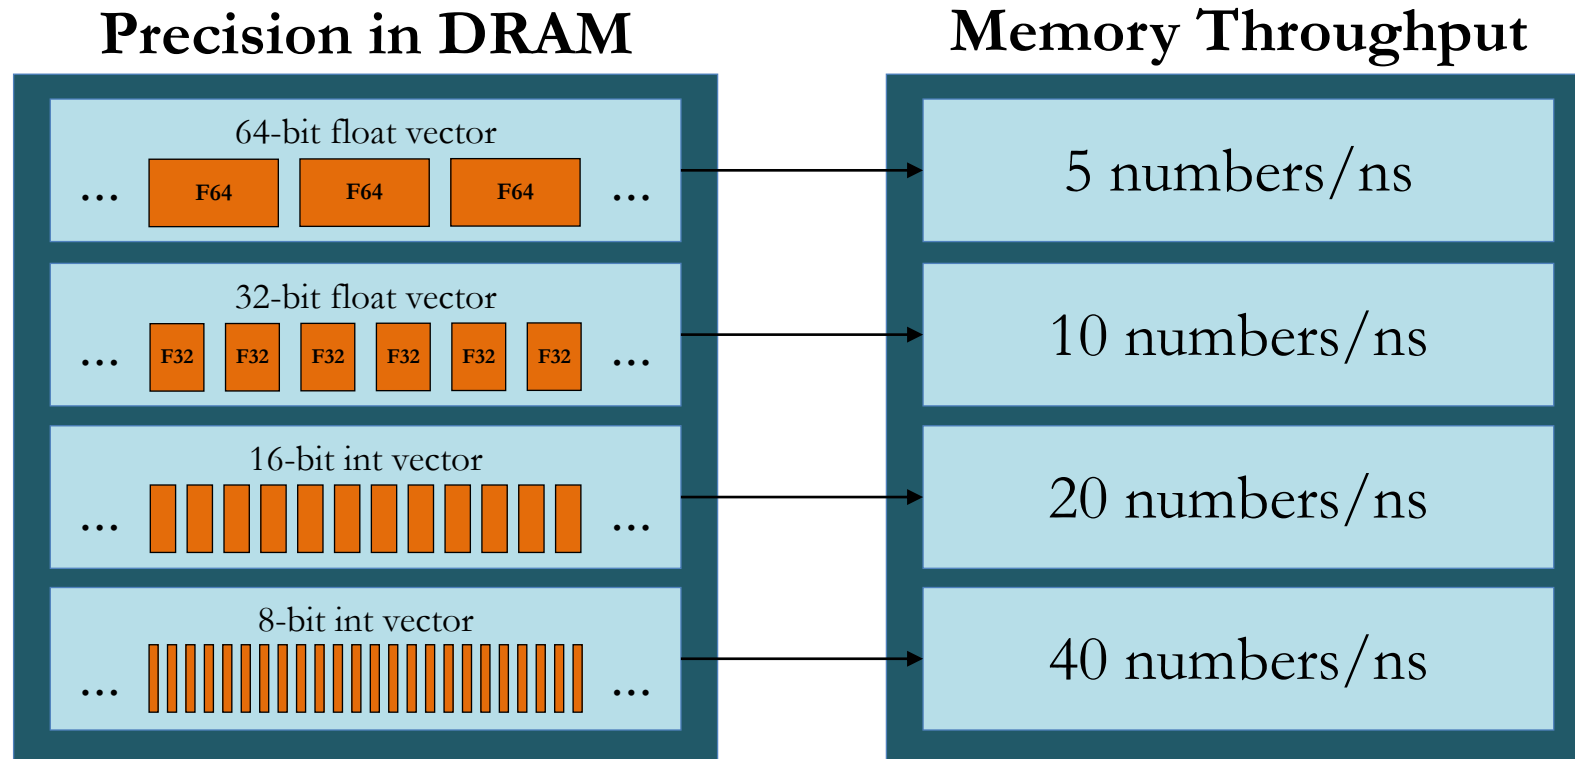 Precision in DRAM
Memory Throughput
64-bit float vector
... F64 F64 F64 ...
5 numbers/ns
32-bit float vector
... F32 F32 F32 F32 F32 F32 ...
10 numbers/ns
16-bit int vector
... ...
20 numbers/ns
8-bit int vector
... ...
40 numbers/ns